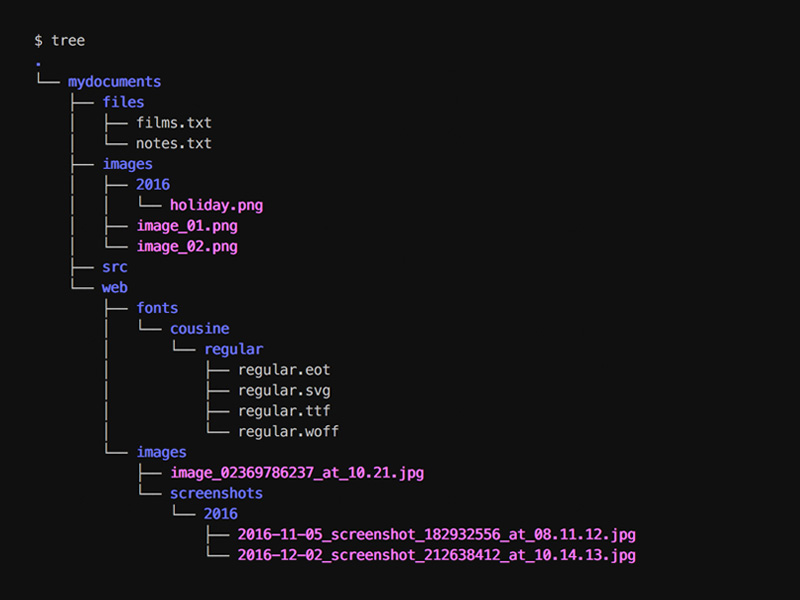 $ tree
.
└── mydocuments
    ├── files
    │   ├── films.txt
    │   └── notes.txt
    ├── images
    │   ├── 2016
    │   │   └── holiday.png
    │   ├── image_01.png
    │   └── image_02.png
    ├── src
    └── web
        ├── fonts
        │   └── cousine
        │       └── regular
        │           ├── regular.eot
        │           ├── regular.svg
        │           ├── regular.ttf
        │           └── regular.woff
        └── images
            ├── image_02369786237_at_10.21.jpg
            └── screenshots
                └── 2016
                    ├── 2016-11-05_screenshot_182932556_at_08.11.12.jpg
                    └── 2016-12-02_screenshot_212638412_at_10.14.13.jpg